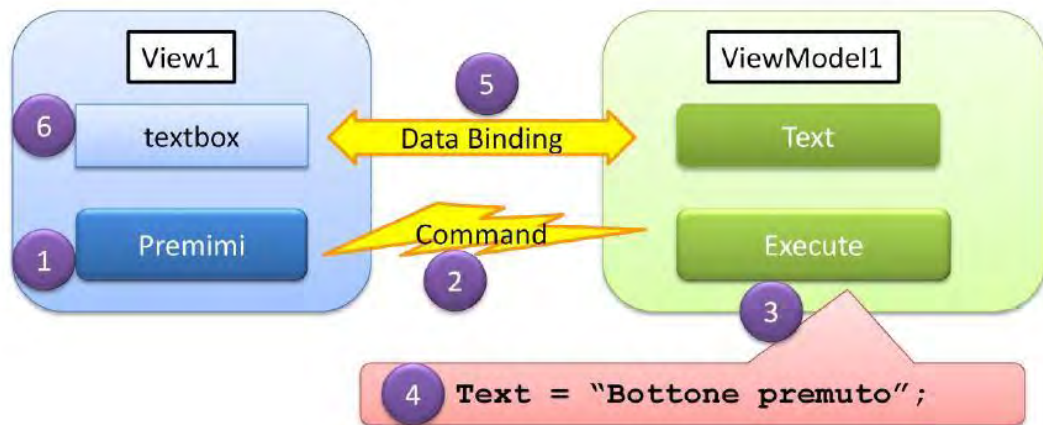 View1
ViewModel1
5
6
textbox
Data Binding
Text
1
Premimi
Command
Execute
2
3
4
Text = “Bottone premuto”;